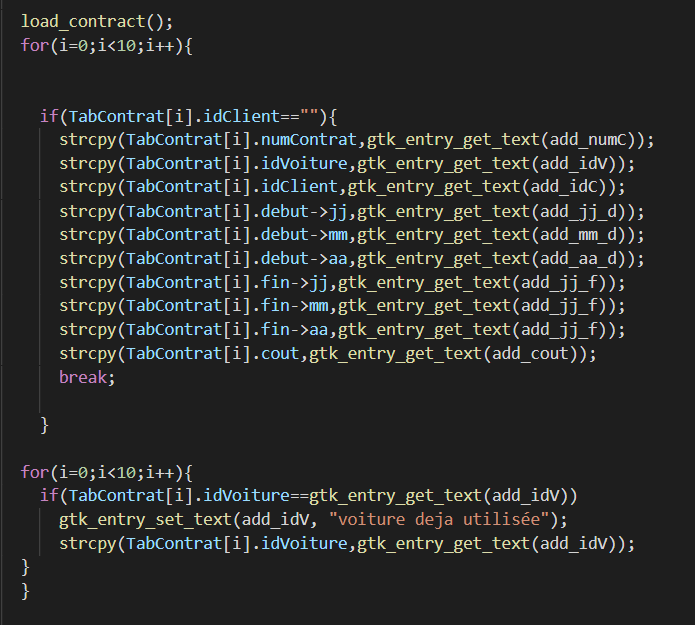 load_contract();
for(i=0;i<10;i++){
if(TabContrat[i].idClient==""){
strcpy(TabContrat[i].numContrat,gtk_entry_get_text(add_numC));
strcpy(TabContrat[i].idVoiture,gtk_entry_get_text(add_idV));
strcpy(TabContrat[i].idClient,gtk_entry_get_text(add_idC));
strcpy(TabContrat[i].debut->jj,gtk_entry_get_text(add_jj_d));
strcpy(TabContrat[i].debut->mm,gtk_entry_get_text(add_mm_d));
strcpy(TabContrat[i].debut->aa,gtk_entry_get_text(add_aa_d));
strcpy(TabContrat[i].fin->jj,gtk_entry_get_text(add_jj_f));
strcpy(TabContrat[i].fin->mm,gtk_entry_get_text(add_jj_f));
strcpy(TabContrat[i].fin->aa,gtk_entry_get_text(add_jj_f));
strcpy(TabContrat[i].cout,gtk_entry_get_text(add_cout));
break;
}
for(i=0;i<10;i++){
if(TabContrat[i].idVoiture==gtk_entry_get_text(add_idV))
gtk_entry_set_text(add_idV, "voiture deja utilisée");
strcpy(TabContrat[i].idVoiture,gtk_entry_get_text(add_idV));
}
}